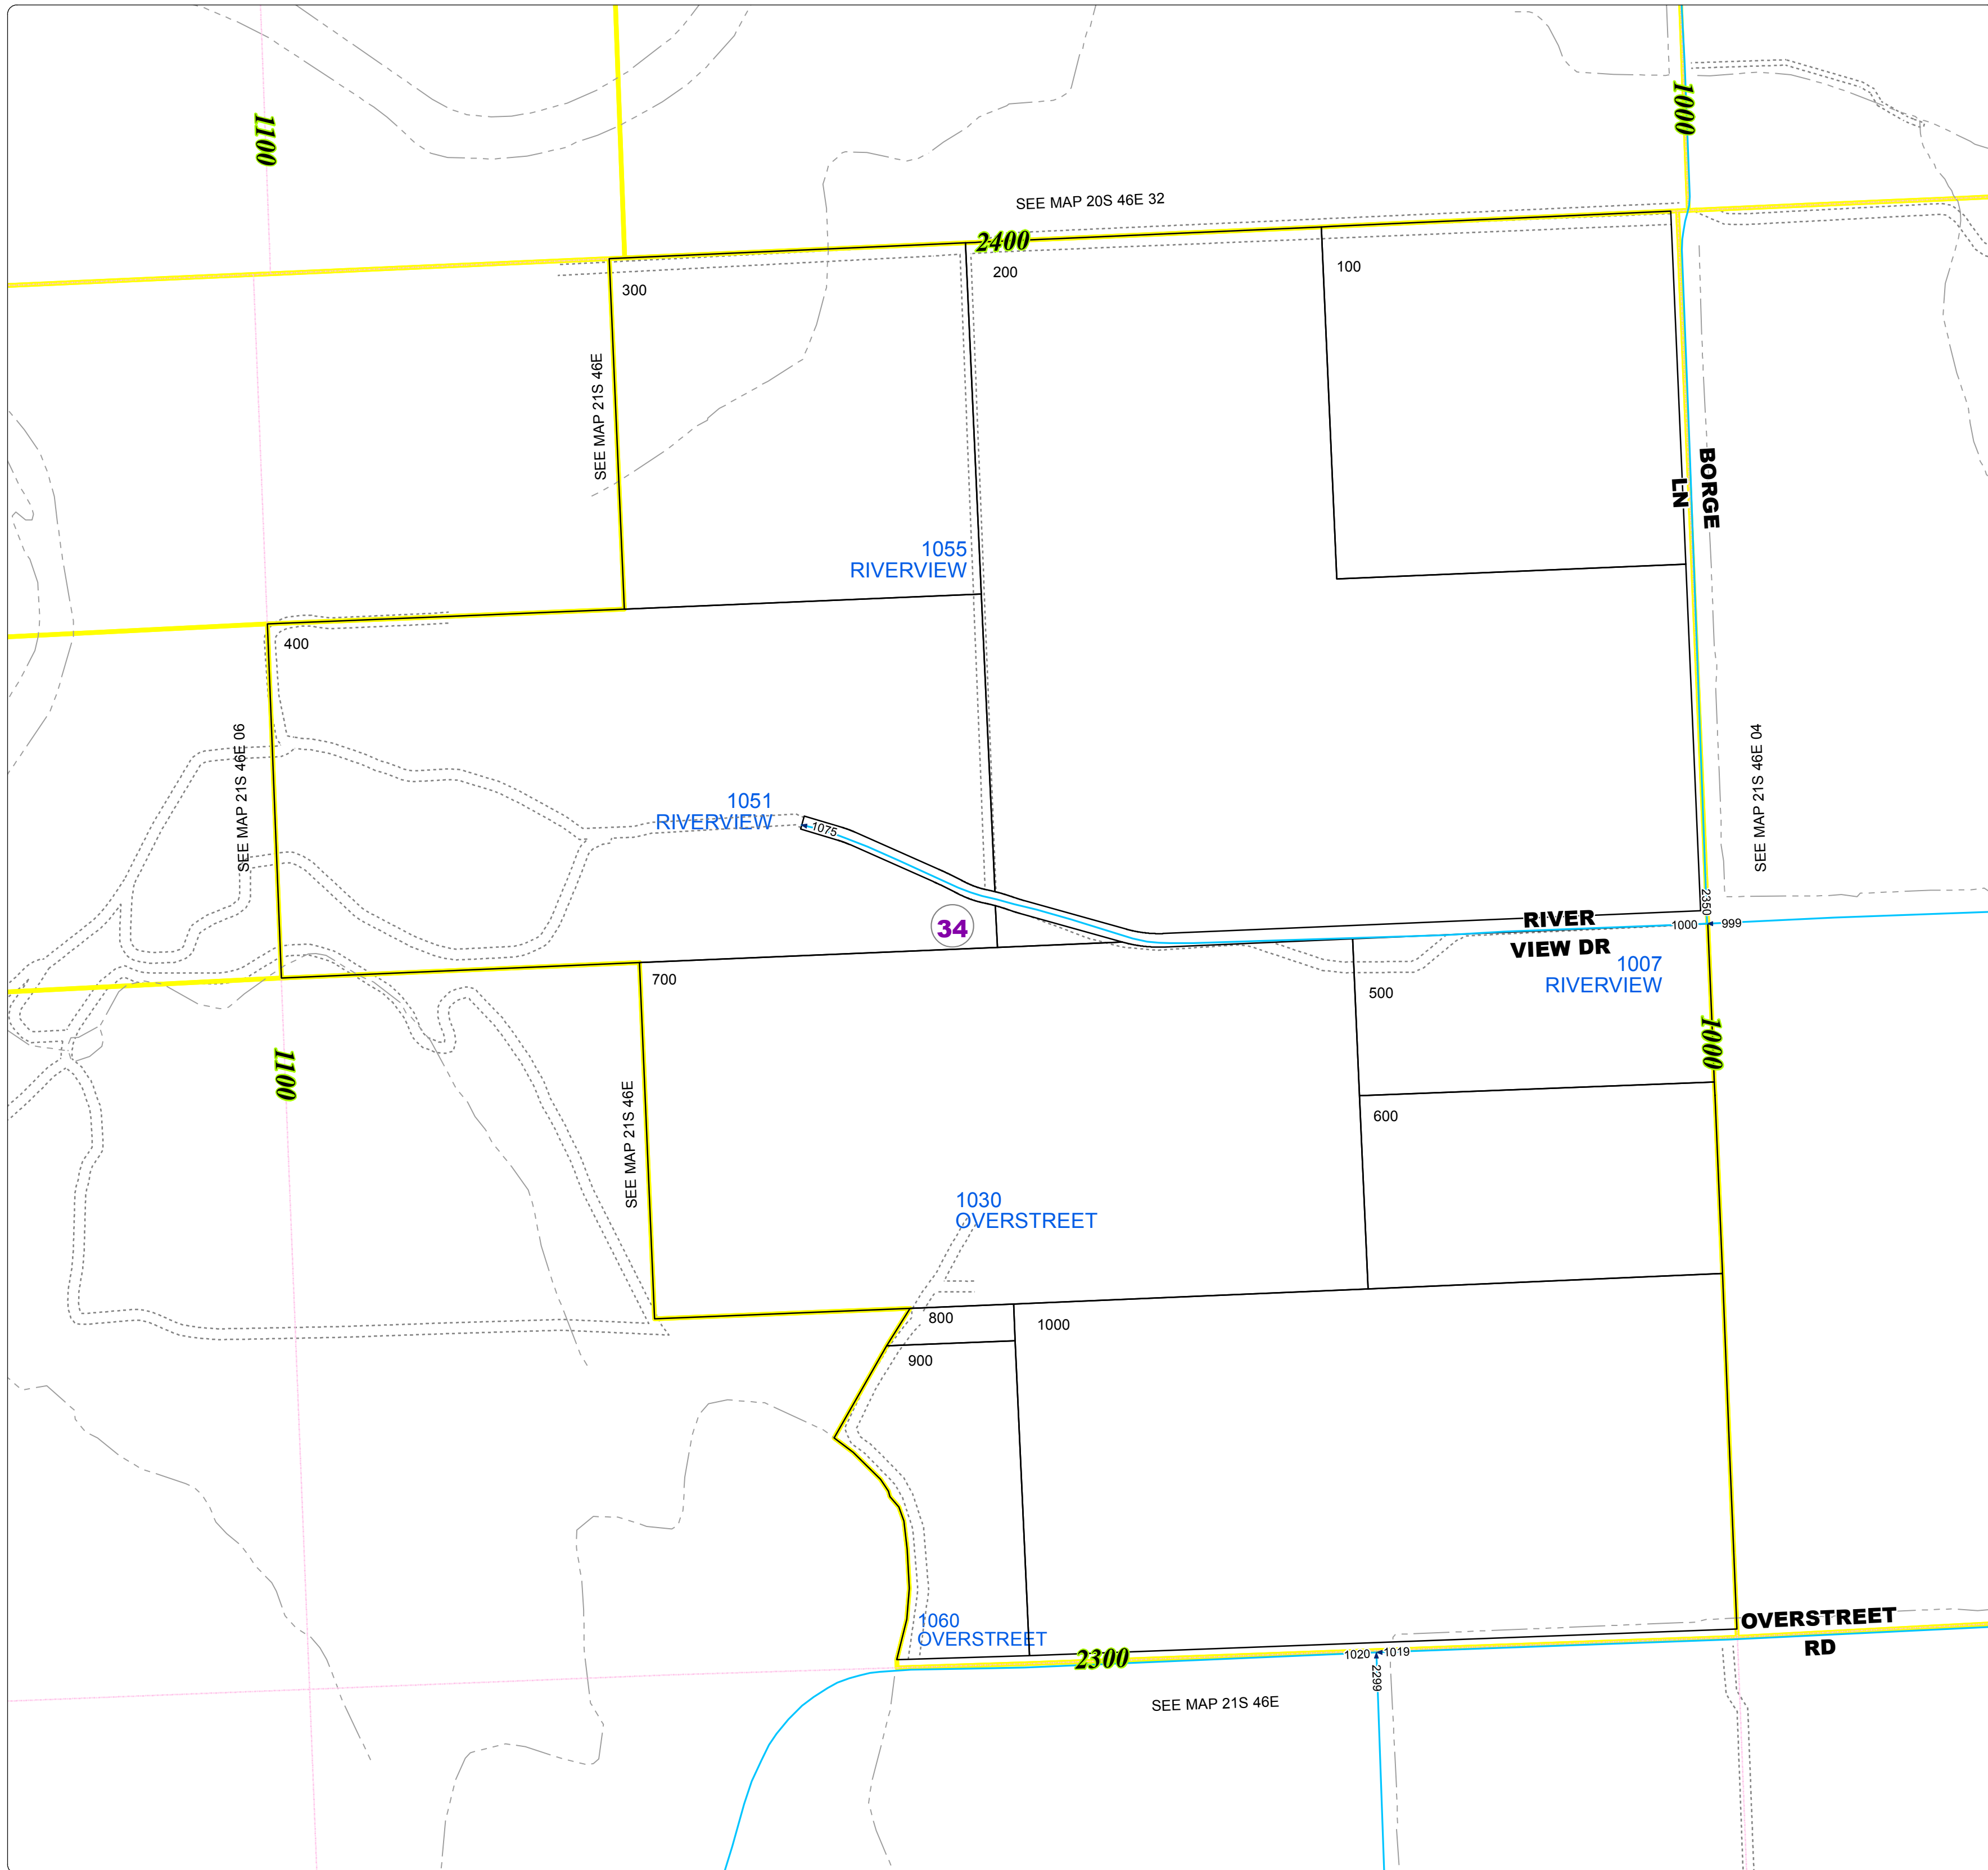 1100
1000
SEE MAP 20S 46E 32
2400
200
100
300
SEE MAP 21S 46E
BORGE
LN
1055
RIVERVIEW
400
SEE MAP 21S 46E 06
SEE MAP 21S 46E 04
1051
RIVERVIEW
1075
2350
34
RIVER
VIEW DR
1000
999
1007
RIVERVIEW
700
500
1100
1000
SEE MAP 21S 46E
600
1030
OVERSTREET
800
1000
900
1060
OVERSTREET
OVERSTREET
RD
2300
1020
1019
2299
SEE MAP 21S 46E